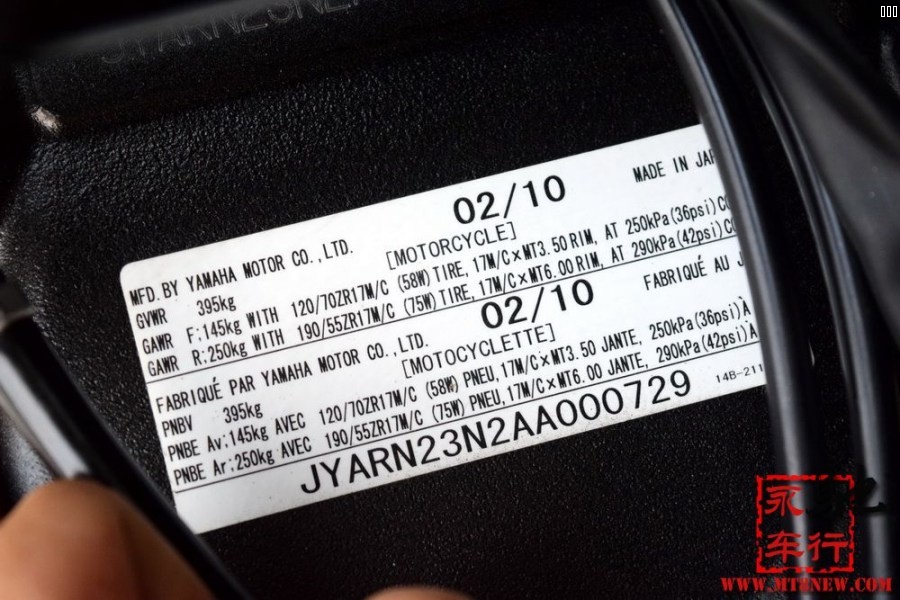 JYARN23N
MFD. BY YAMAHA MOTOR CO., LTD. 02/10 MADE IN
GVWR 395kg [MOTORCYCLE]
GAWR F:145kg WITH 120/70ZR17M/C (58W) TIRE, 17M/C×MT3.50 RIM, AT 250kPa(36psi)
GAWR R:250kg WITH 190/55ZR17M/C (75W) TIRE, 17M/C×MT6.00 RIM, AT 290kPa(42psi)
FABRIQUÉ PAR YAMAHA MOTOR CO., LTD. 02/10 FABRIQUÉ AU
PNBV 395kg [MOTOCYCLETTE]
PNBE Av:145kg AVEC 120/70ZR17M/C (58W) PNEU, 17M/C×MT3.50 JANTE, 250kPa(36psi)À
PNBE Ar:250kg AVEC 190/55ZR17M/C (75W) PNEU, 17M/C×MT6.00 JANTE, 290kPa(42psi)À
JYARN23N2AA000729 14B-211
永
车行